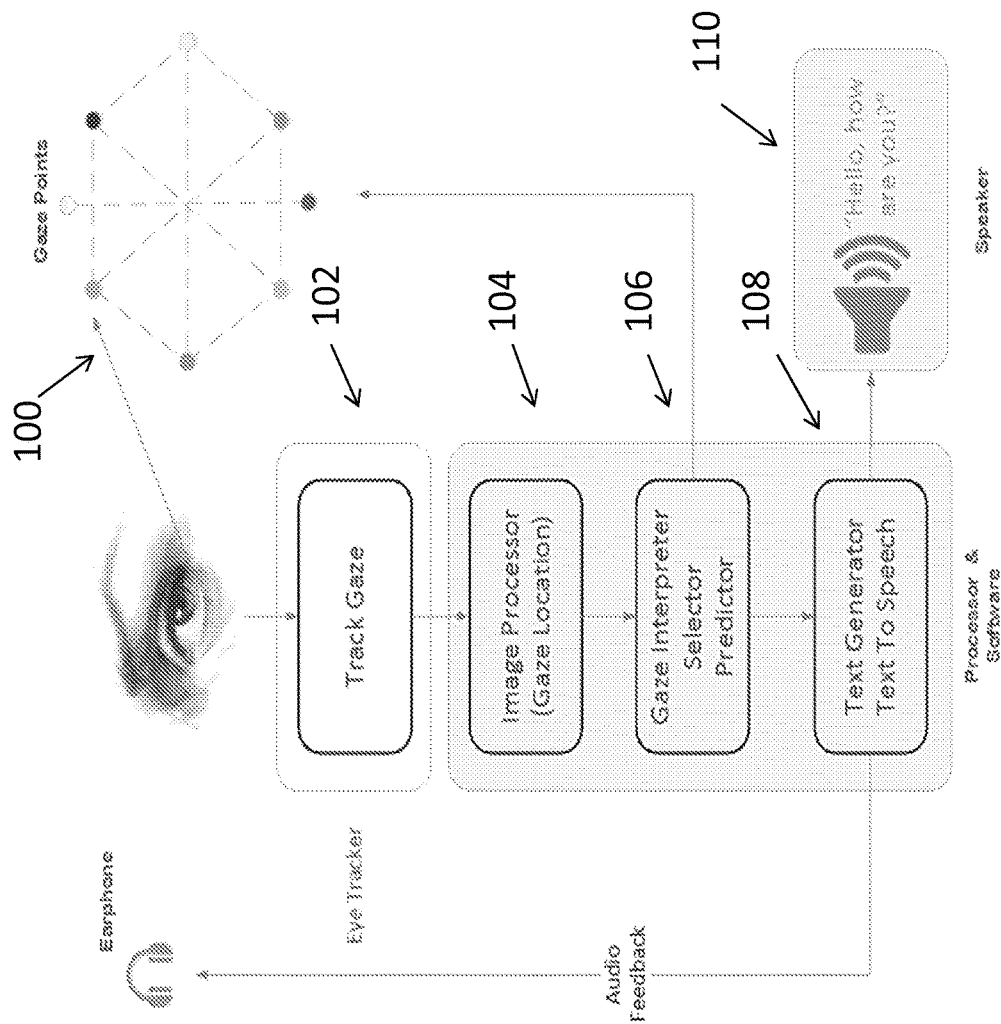 Earphone
Gaze Points
100
Eye Tracker
Track Gaze
102
Image Processor
(Gaze Location)
104
Gaze Interpreter
Selector
Predictor
106
Text Generator
Text To Speech
108
Audio
Feedback
Processor &
Software
"Hello, how
are you?"
110
Speaker